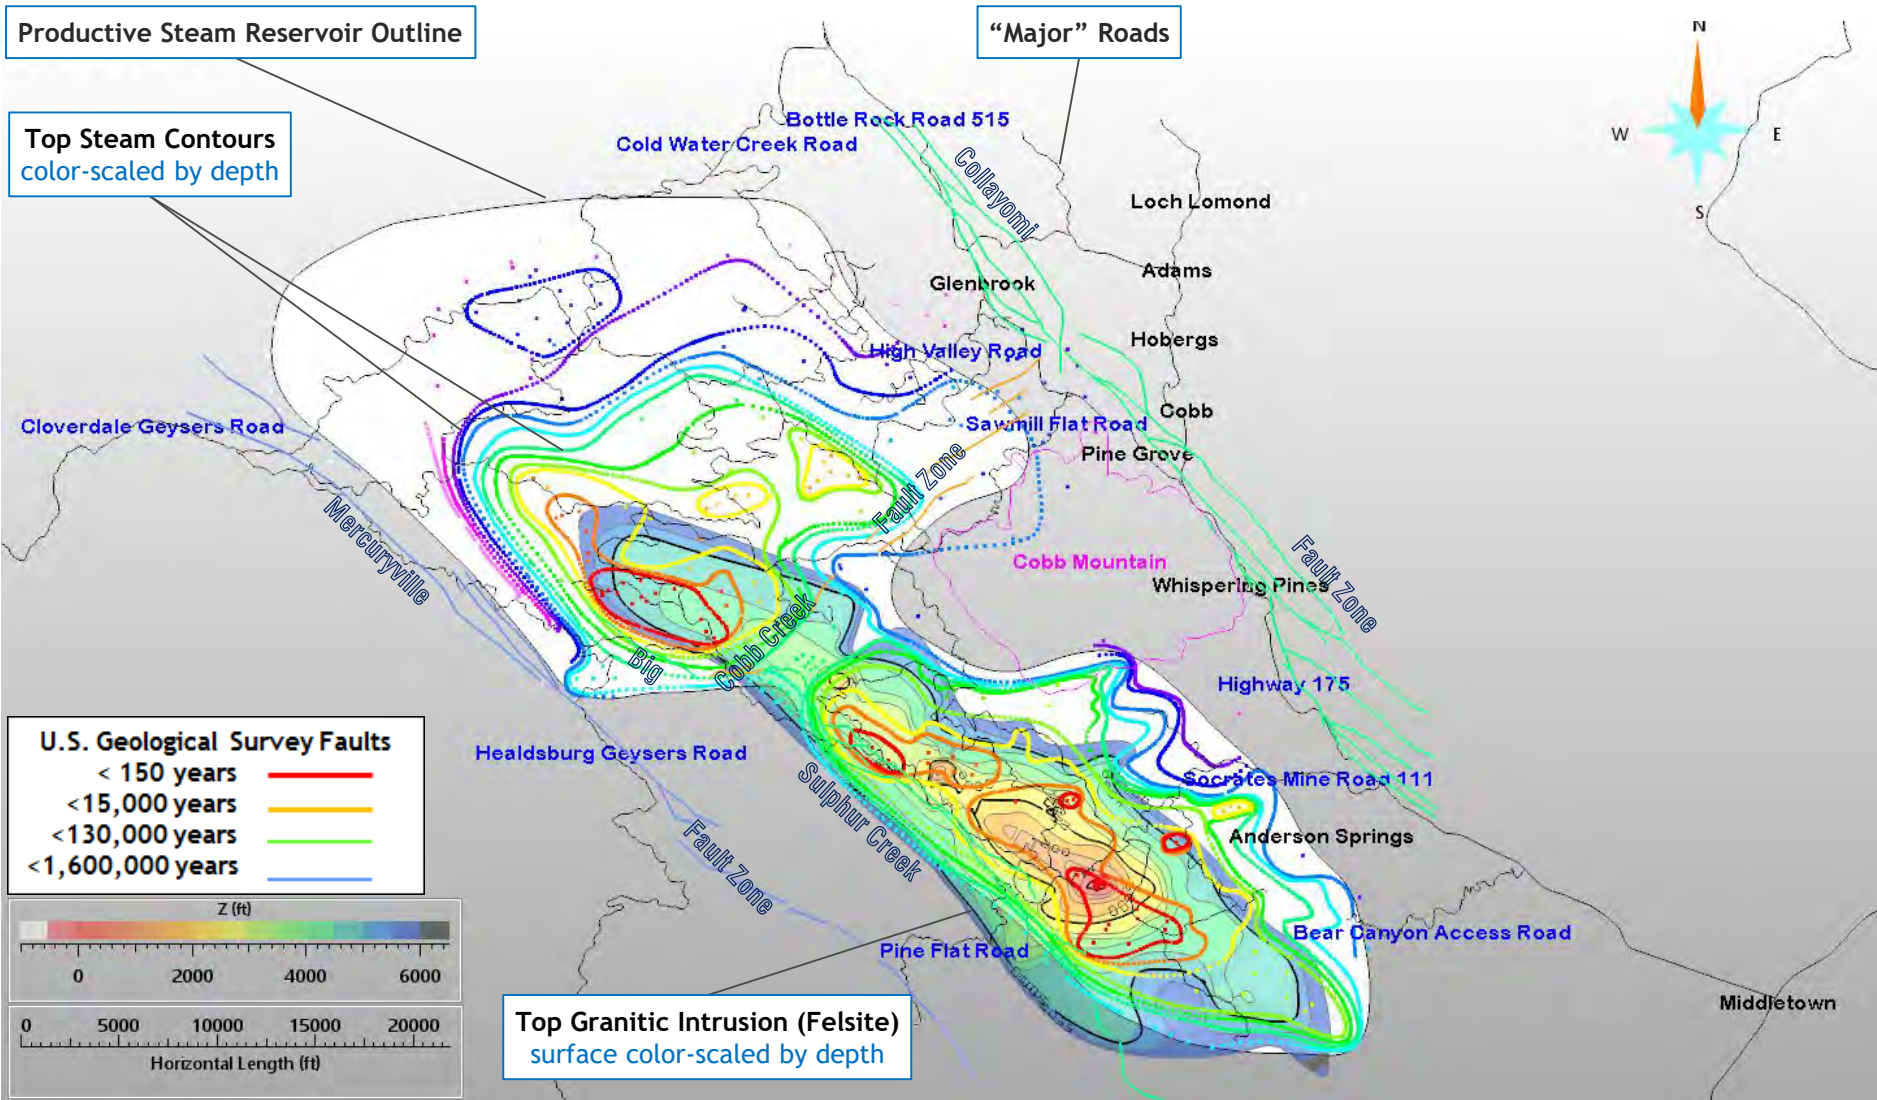 Productive Steam Reservoir Outline
“Major” Roads
N
W
E
S
Top Steam Contours
color-scaled by depth
Bottle Rock Road 515
Cold Water Creek Road
Collayomi
Loch Lomond
Adams
Glenbrook
Hobergs
High Valley Road
Cobb
Sawmill Flat Road
Pine Grove
Cloverdale Geysers Road
Fault Zone
Mercuryville
Cobb Mountain
Whispering Pines
Fault Zone
Big
Cobb Creek
Highway 175
Healdsburg Geysers Road
Socrates Mine Road 111
Sulphur Creek
Anderson Springs
Fault Zone
Bear Canyon Access Road
Pine Flat Road
Middletown
U.S. Geological Survey Faults
< 150 years
<15,000 years
<130,000 years
<1,600,000 years
Z (ft)
0 2000 4000 6000
0 5000 10000 15000 20000
Horizontal Length (ft)
Top Granitic Intrusion (Felsite)
surface color-scaled by depth